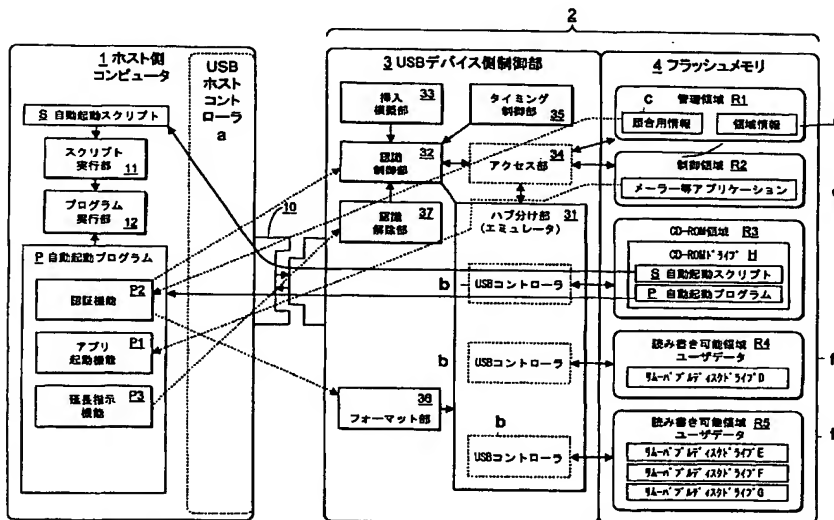 2
1 ホスト側
コンピュータ
USB
ホスト
コント
ローラ
a
S 自動起動スクリプト
スクリプト
実行部 11
プログラム
実行部 12
P 自動起動プログラム
認証機能 P2
アプリ
起動機能 P1
延長指示
機能 P3
10
3 USBデバイス側制御部
挿入
模擬部 33
タイミング
制御部 35
認識
制御部 32
アクセス部 34
認識
解除部 37
ハブ分け部 31
(エミュレータ)
b
USBコントローラ
b
USBコントローラ
b
USBコントローラ
フォーマット部 36
4 フラッシュメモリ
C 管理領域 R1
照合用情報
領域情報
制御領域 R2
メーラー等アプリケーション
CD-ROM領域 R3
CD-ROMドライブ H
S 自動起動スクリプト
P 自動起動プログラム
読み書き可能領域 R4
ユーザデータ
リムーバブルディスクドライブD
読み書き可能領域 R5
ユーザデータ
リムーバブルディスクドライブE
リムーバブルディスクドライブF
リムーバブルディスクドライブG